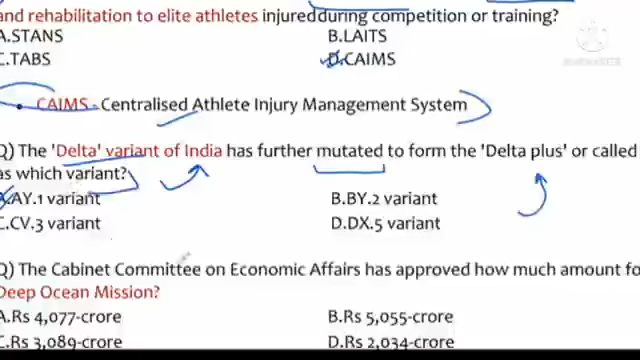 and rehabilitation to elite athletes injured during competition or training?
A.STANS B.LAITS
C.TABS D.CAIMS
CAIMS - Centralised Athlete Injury Management System
Q) The 'Delta' variant of India has further mutated to form the 'Delta plus' or called
as which variant?
A.AY.1 variant B.BY.2 variant
C.CV.3 variant D.DX.5 variant
Q) The Cabinet Committee on Economic Affairs has approved how much amount fo
Deep Ocean Mission?
A.Rs 4,077-crore B.Rs 5,055-crore
C.Rs 3,089-crore D.Rs 2,034-crore